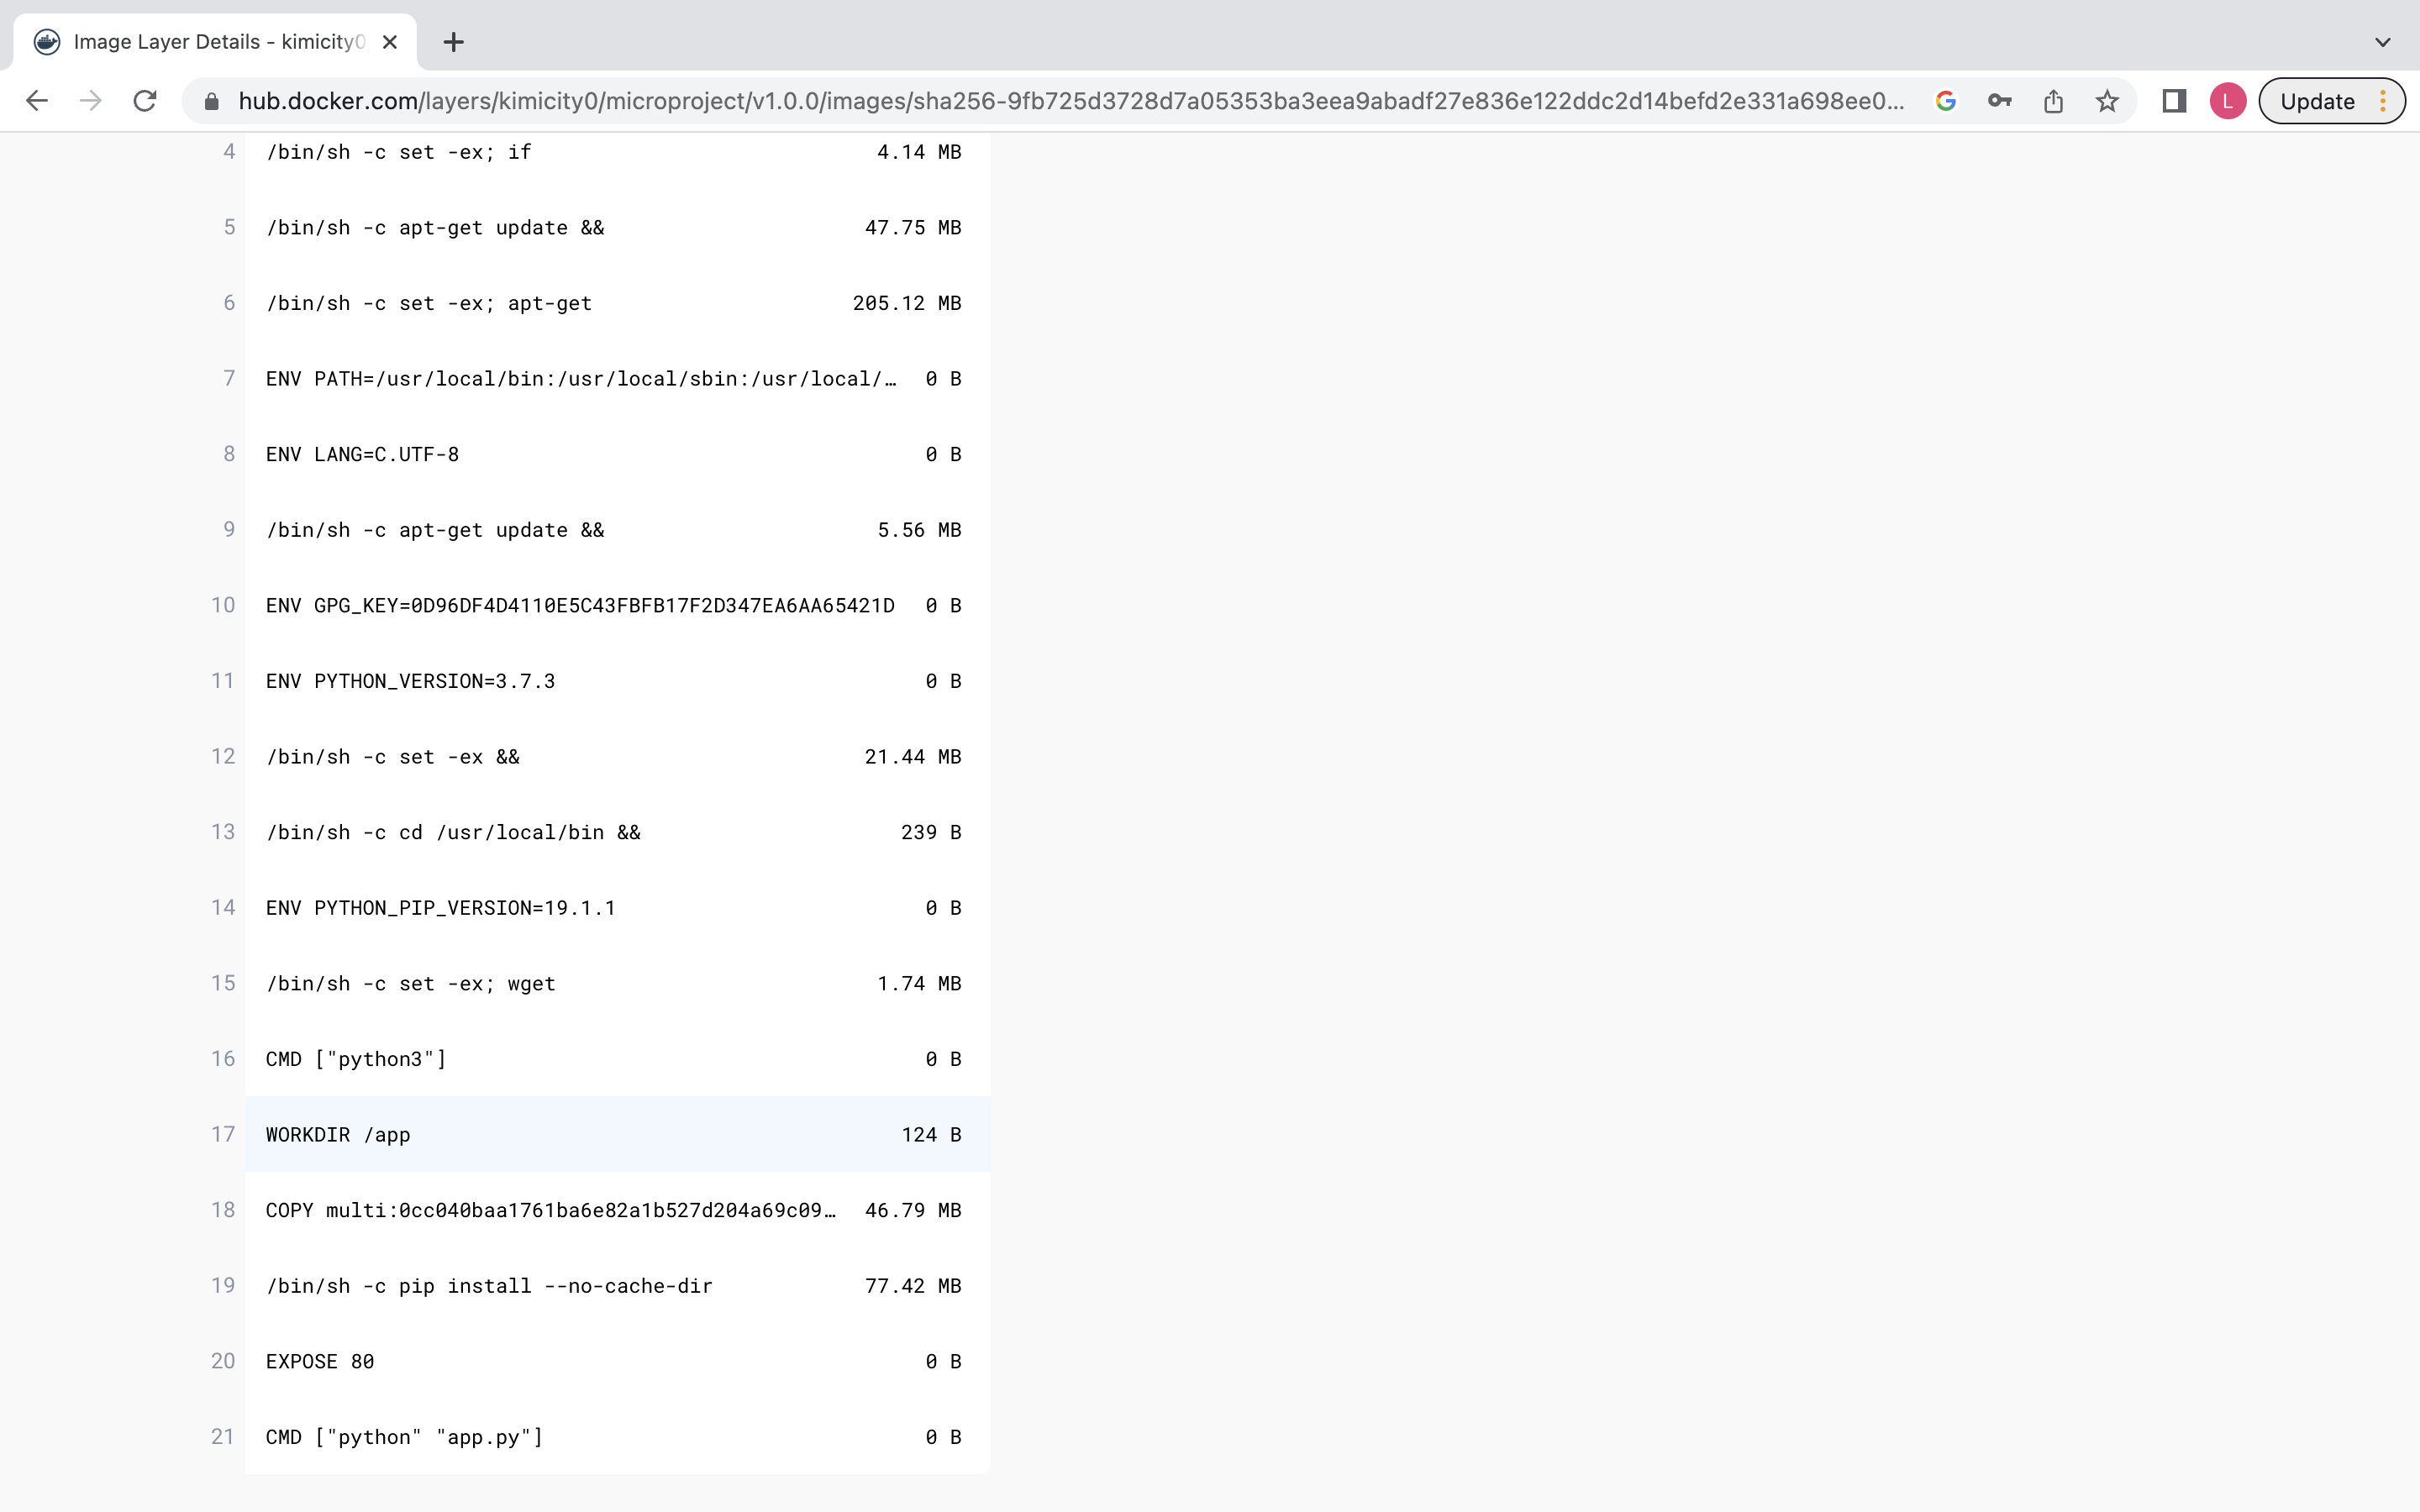 Image Layer Details - kimicity0
hub.docker.com/layers/kimicity0/microproject/v1.0.0/images/sha256-9fb725d3728d7a05353ba3eea9abadf27e836e122ddc2d14befd2e331a698ee0...
L
Update
4 /bin/sh -c set -ex; if 4.14 MB
5 /bin/sh -c apt-get update && 47.75 MB
6 /bin/sh -c set -ex; apt-get 205.12 MB
7 ENV PATH=/usr/local/bin:/usr/local/sbin:/usr/local/… 0 B
8 ENV LANG=C.UTF-8 0 B
9 /bin/sh -c apt-get update && 5.56 MB
10 ENV GPG_KEY=0D96DF4D4110E5C43FBFB17F2D347EA6AA65421D 0 B
11 ENV PYTHON_VERSION=3.7.3 0 B
12 /bin/sh -c set -ex && 21.44 MB
13 /bin/sh -c cd /usr/local/bin && 239 B
14 ENV PYTHON_PIP_VERSION=19.1.1 0 B
15 /bin/sh -c set -ex; wget 1.74 MB
16 CMD ["python3"] 0 B
17 WORKDIR /app 124 B
18 COPY multi:0cc040baa1761ba6e82a1b527d204a69c09… 46.79 MB
19 /bin/sh -c pip install --no-cache-dir 77.42 MB
20 EXPOSE 80 0 B
21 CMD ["python" "app.py"] 0 B